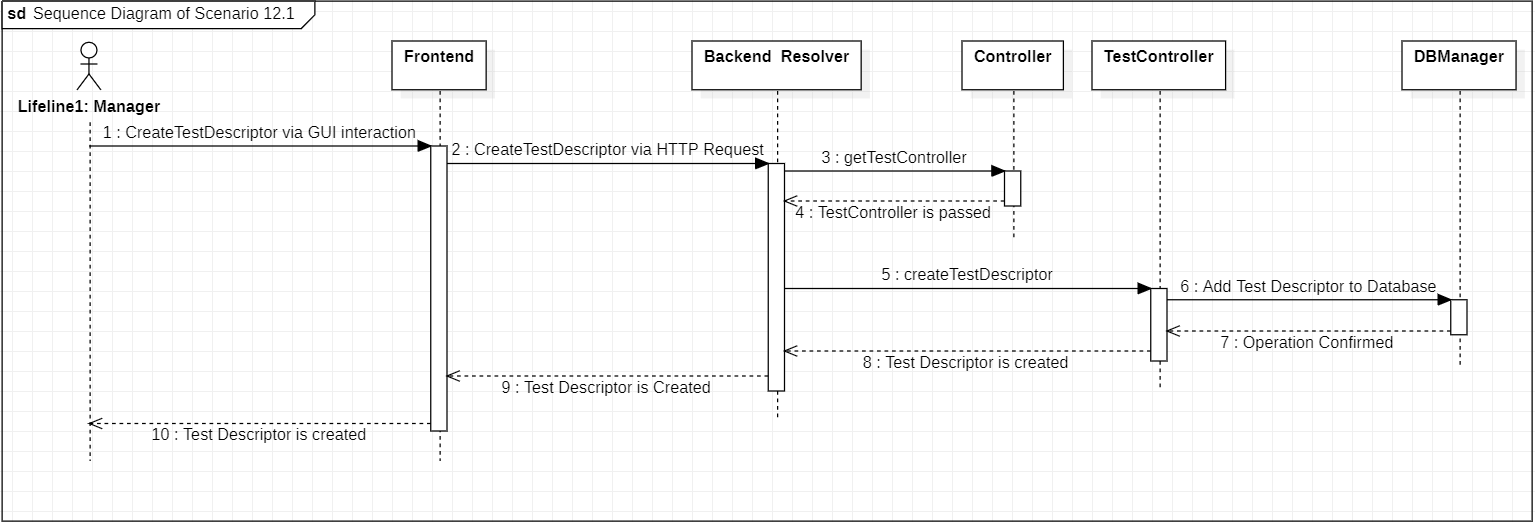 sd Sequence Diagram of Scenario 12.1
Lifeline1: Manager
Frontend
Backend Resolver
Controller
TestController
DBManager
1 : CreateTestDescriptor via GUI interaction
2 : CreateTestDescriptor via HTTP Request
3 : getTestController
4 : TestController is passed
5 : createTestDescriptor
6 : Add Test Descriptor to Database
7 : Operation Confirmed
8 : Test Descriptor is created
9 : Test Descriptor is Created
10 : Test Descriptor is created